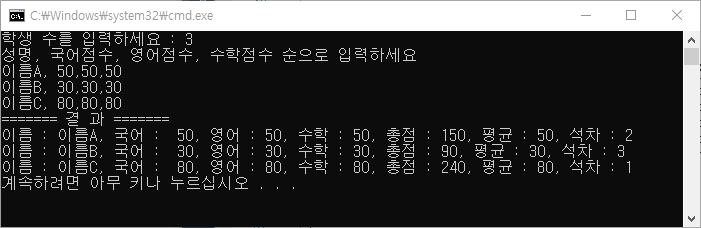 C:₩Windows₩system32₩cmd.exe
학생 수를 입력하세요 : 3
성명, 국어점수, 영어점수, 수학점수 순으로 입력하세요
이름A, 50,50,50
이름B, 30,30,30
이름C, 80,80,80
======= 결 과 =======
이름 : 이름A, 국어 :  50, 영어 : 50, 수학 : 50, 총점 : 150, 평균 : 50, 석차 : 2
이름 : 이름B, 국어 :  30, 영어 : 30, 수학 : 30, 총점 : 90, 평균 : 30, 석차 : 3
이름 : 이름C, 국어 :  80, 영어 : 80, 수학 : 80, 총점 : 240, 평균 : 80, 석차 : 1
계속하려면 아무 키나 누르십시오 . . .